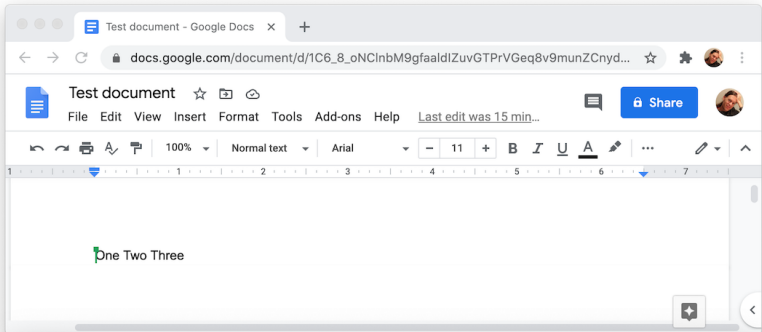 Test document - Google Docs
docs.google.com/document/d/1C6_8_oNClnbM9gfaaldIZuvGTPrVGeq8v9munZCnyd...
Test document
File Edit View Insert Format Tools Add-ons Help Last edit was 15 min...
Share
100% Normal text Arial 11 B I U A
1 1 2 3 4 5 6 7
One Two Three